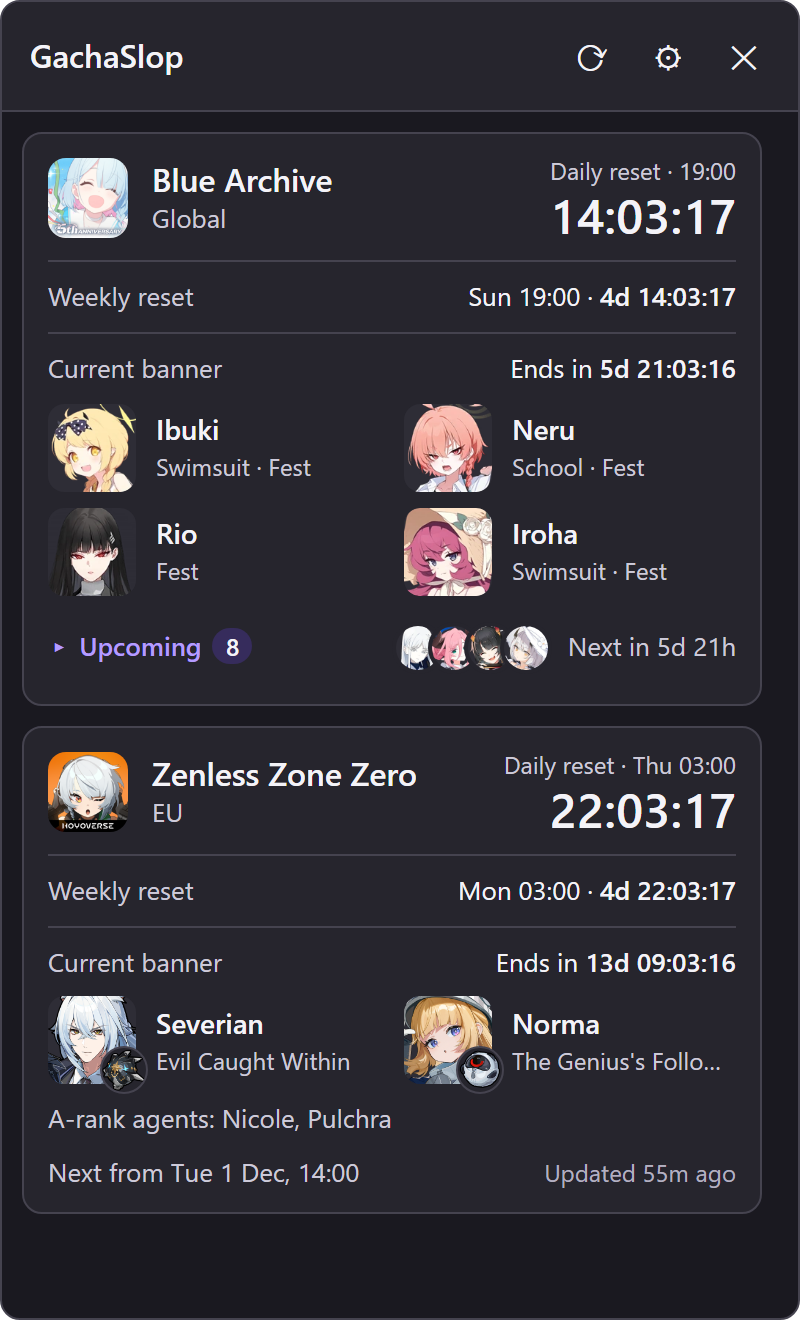 GachaSlop
Blue Archive
Global
Daily reset · 19:00
14:03:17
5th ANNIVERSARY
Weekly reset
Sun 19:00 · 4d 14:03:17
Current banner
Ends in 5d 21:03:16
Ibuki
Swimsuit · Fest
Neru
School · Fest
Rio
Fest
Iroha
Swimsuit · Fest
Upcoming 8
Next in 5d 21h
Zenless Zone Zero
EU
Daily reset · Thu 03:00
22:03:17
HOYOVERSE
Weekly reset
Mon 03:00 · 4d 22:03:17
Current banner
Ends in 13d 09:03:16
Severian
Evil Caught Within
Norma
The Genius's Follo...
A-rank agents: Nicole, Pulchra
Next from Tue 1 Dec, 14:00
Updated 55m ago